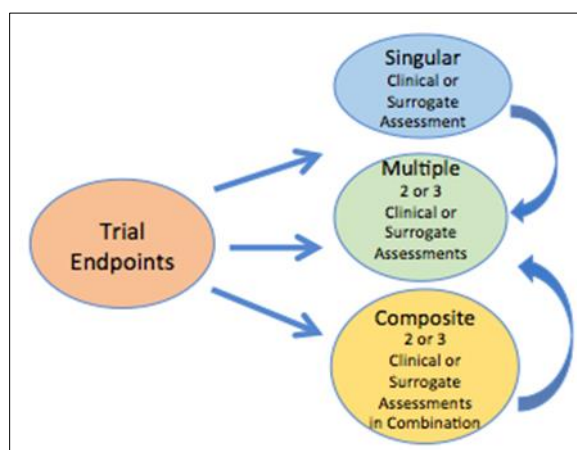 Singular
Clinical or
Surrogate
Assessment
Trial
Endpoints
Multiple
2 or 3
Clinical or
Surrogate
Assessments
Composite
2 or 3
Clinical or
Surrogate
Assessments
in Combination